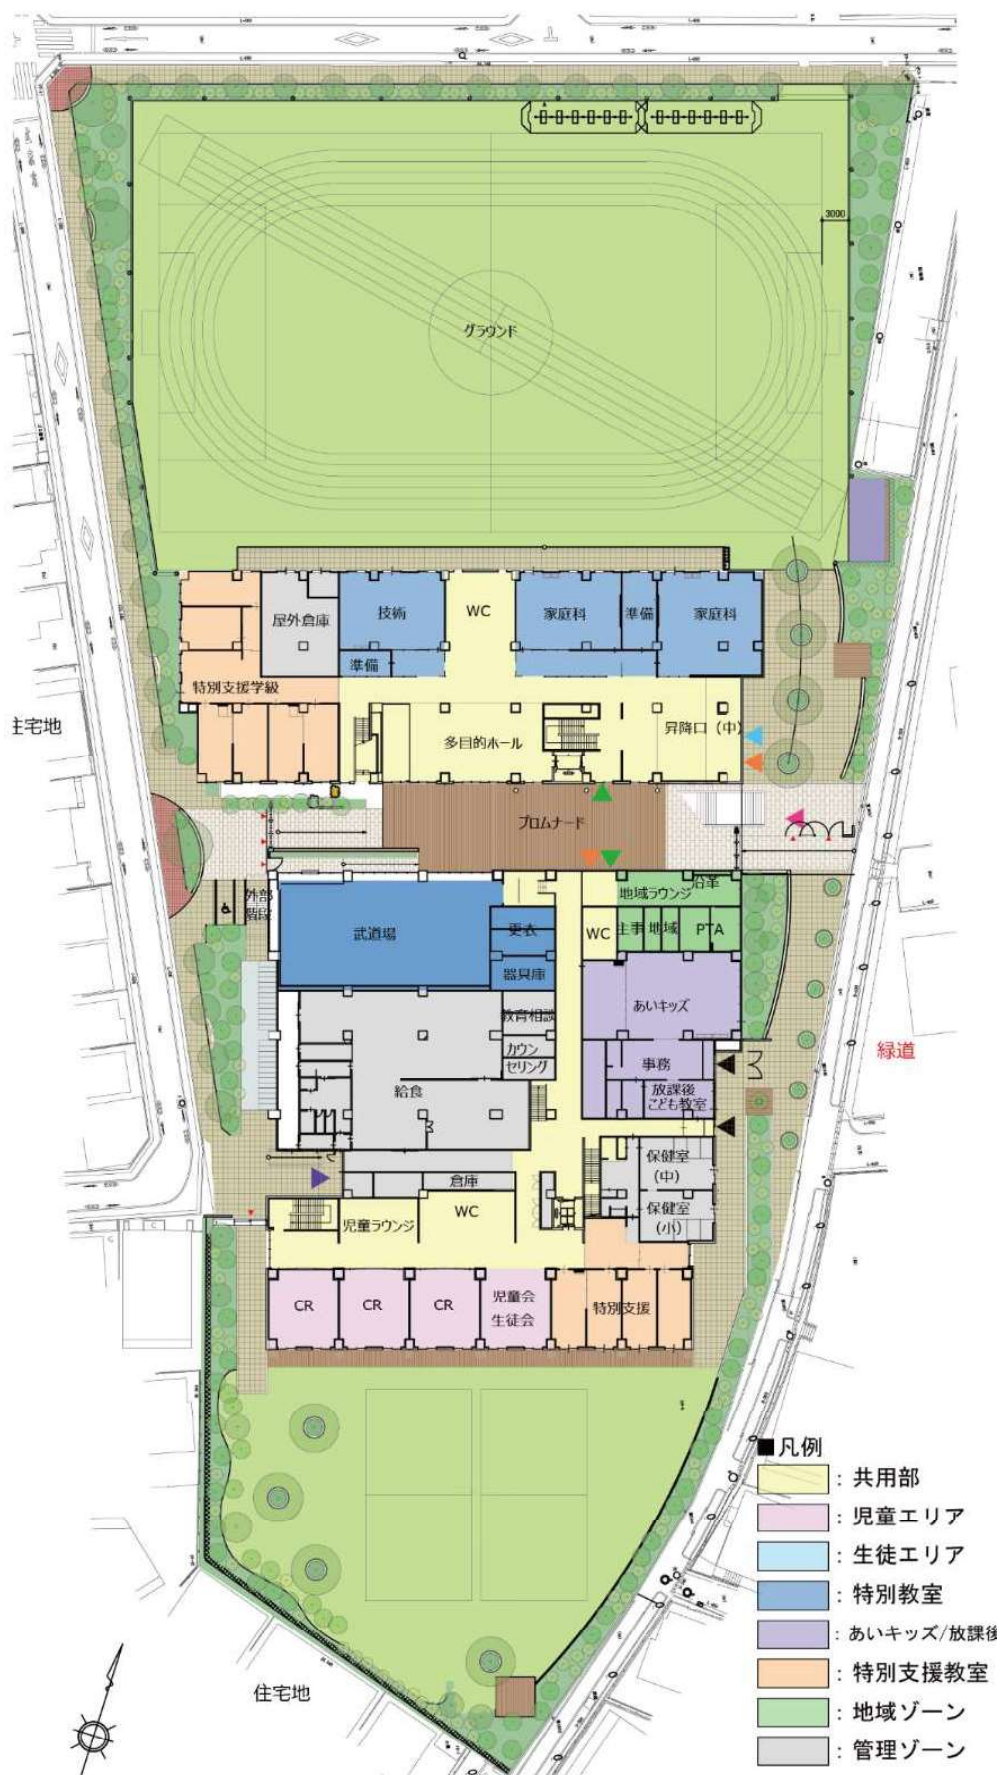 3000
グラウンド
屋外倉庫
技術
WC
家庭科
準備
家庭科
準備
特別支援学級
住宅地
多目的ホール
昇降口（中）
プロムナード
外部
階段
武道場
更衣
器具庫
地域ラウンジ
沿革
WC
主事
地域
PTA
あいキッズ
教育相談
カウン
セリング
事務
放課後
こども教室
緑道
給食
保健室
(中)
保健室
(小)
倉庫
児童ラウンジ
WC
CR
CR
CR
児童会
生徒会
特別支援
住宅地
■凡例
：共用部
：児童エリア
：生徒エリア
：特別教室
：あいキッズ/放課後
：特別支援教室
：地域ゾーン
：管理ゾーン